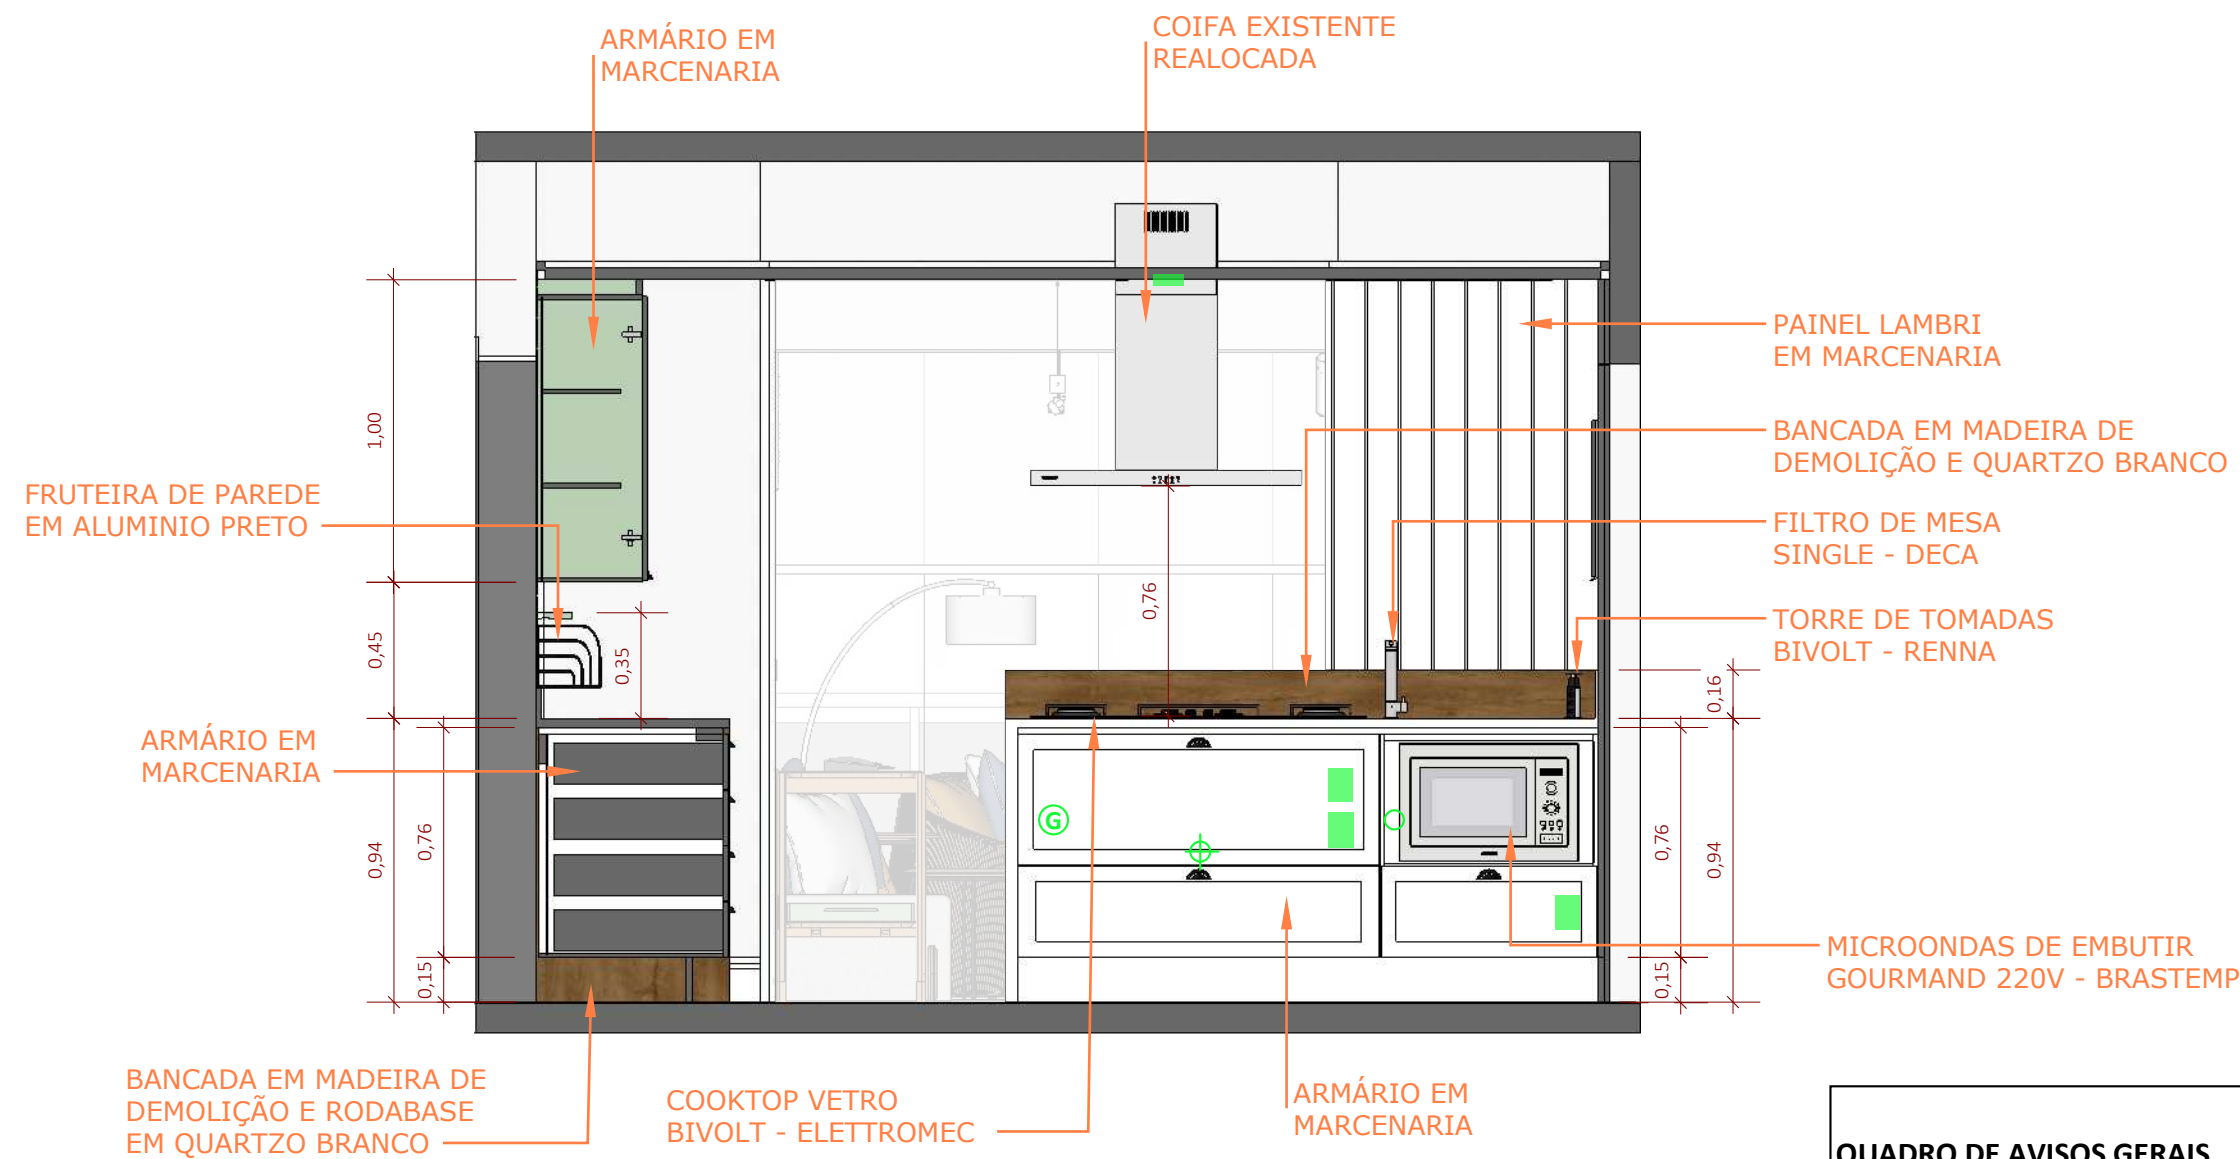 ARMÁRIO EM
MARCENARIA
COIFA EXISTENTE
REALOCADA
PAINEL LAMBRI
EM MARCENARIA
BANCADA EM MADEIRA DE
DEMOLIÇÃO E QUARTZO BRANCO
FRUTEIRA DE PAREDE
EM ALUMINIO PRETO
FILTRO DE MESA
SINGLE - DECA
TORRE DE TOMADAS
BIVOLT - RENNA
ARMÁRIO EM
MARCENARIA
MICROONDAS DE EMBUTIR
GOURMAND 220V - BRASTEMP
BANCADA EM MADEIRA DE
DEMOLIÇÃO E RODABASE
EM QUARTZO BRANCO
COOKTOP VETRO
BIVOLT - ELETTROMEC
ARMÁRIO EM
MARCENARIA
1,00
0,45
0,94
0,76
0,15
0,35
0,76
G
0,16
0,76
0,94
0,15
QUADRO DE AVISOS GERAIS